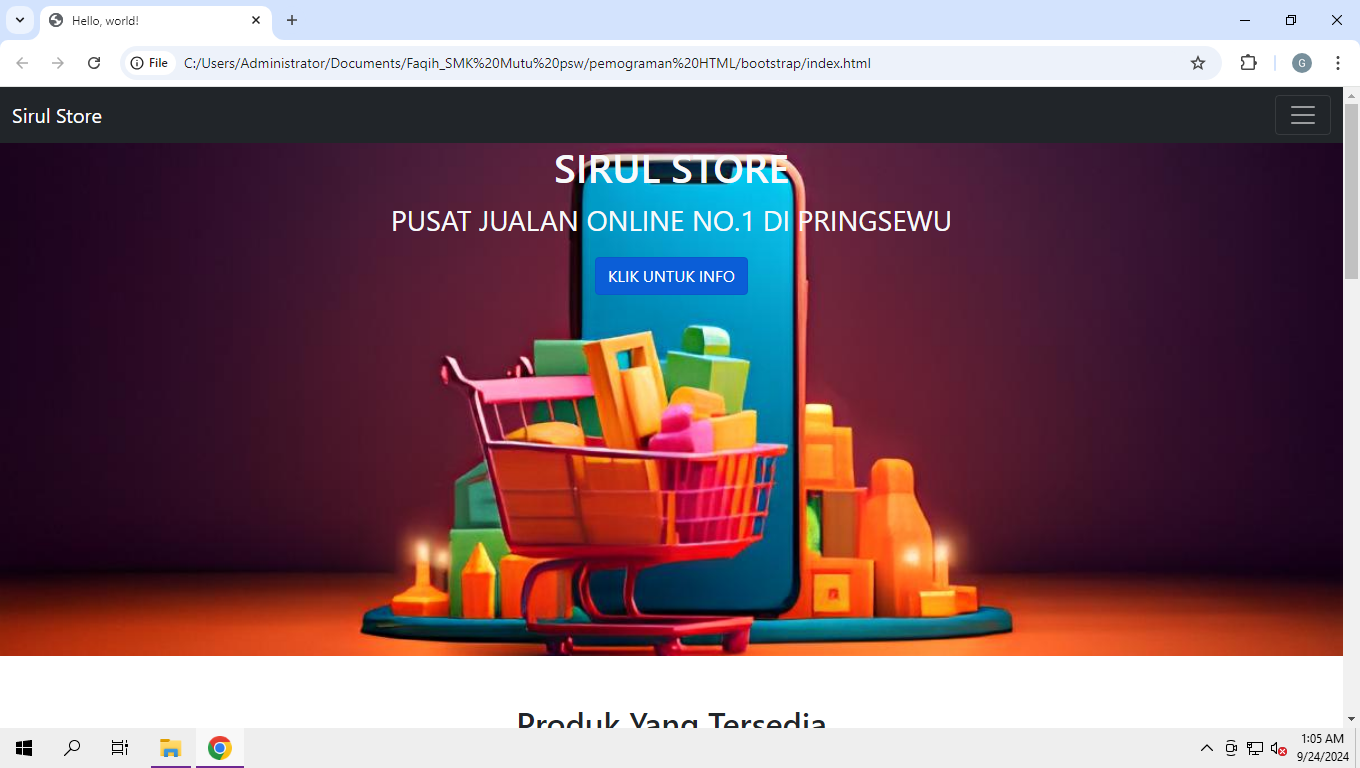 Hello, world!
File
C:/Users/Administrator/Documents/Faqih_SMK%20Mutu%20psw/pemograman%20HTML/bootstrap/index.html
G
Sirul Store
SIRUL STORE
PUSAT JUALAN ONLINE NO.1 DI PRINGSEWU
KLIK UNTUK INFO
Produk Yang Tersedia
1:05 AM
9/24/2024